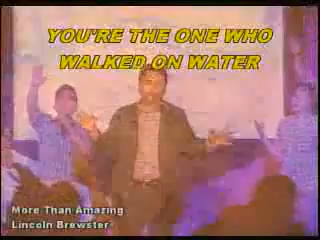 YOU'RE THE ONE WHO
WALKED ON WATER
More Than Amazing
Lincoln Brewster